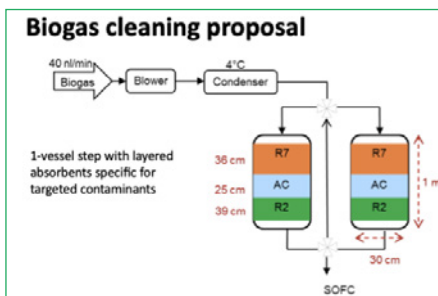 Biogas cleaning proposal
40 nl/min
Biogas
Blower
4°C
Condenser
1-vessel step with layered
absorbents specific for
targeted contaminants
36 cm
25 cm
39 cm
R7
AC
R2
R7
AC
R2
1 m
30 cm
SOFC